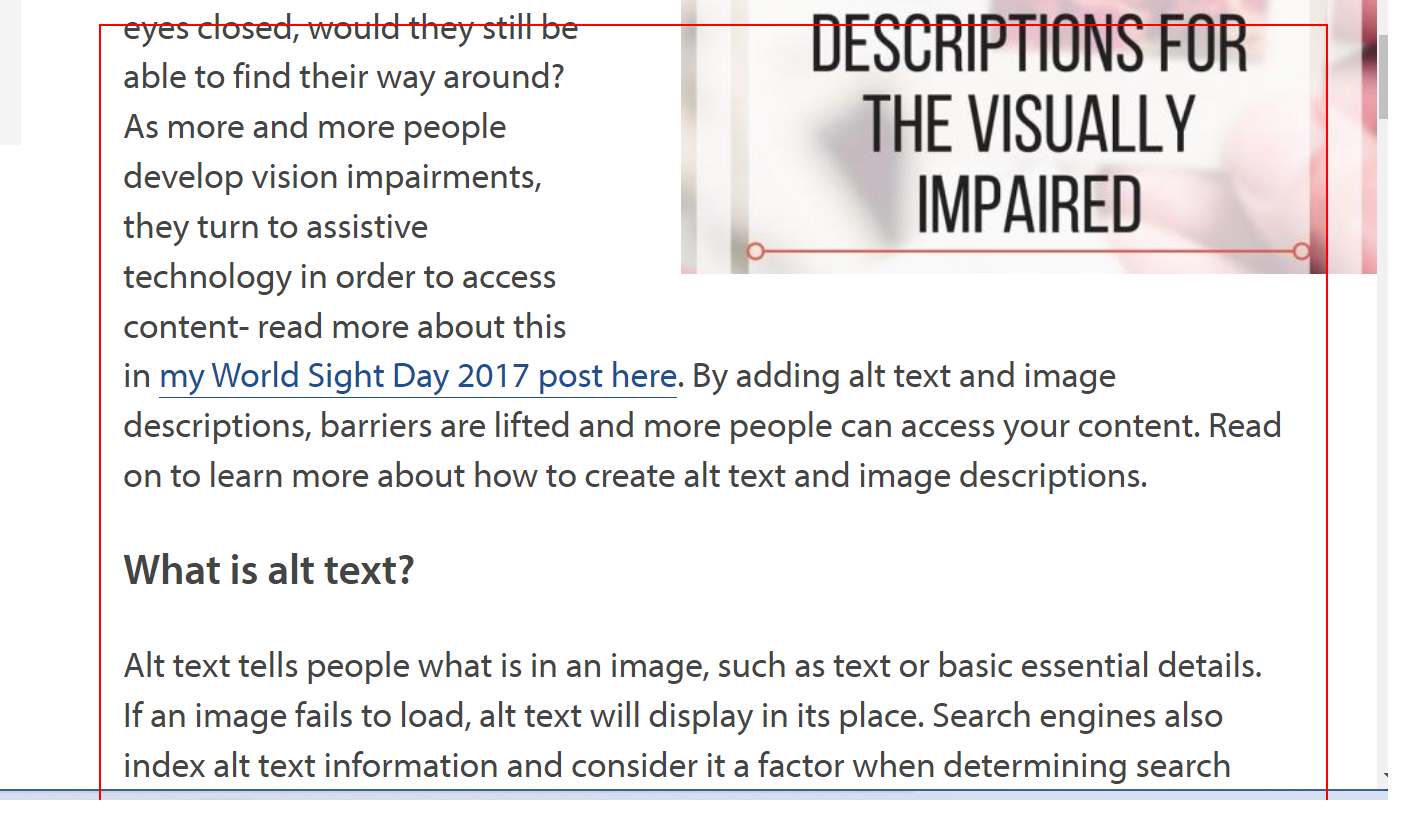 eyes closed, would they still be
able to find their way around?
As more and more people
develop vision impairments,
they turn to assistive
technology in order to access
content- read more about this
in my World Sight Day 2017 post here. By adding alt text and image
descriptions, barriers are lifted and more people can access your content. Read
on to learn more about how to create alt text and image descriptions.
DESCRIPTIONS FOR
THE VISUALLY
IMPAIRED
What is alt text?
Alt text tells people what is in an image, such as text or basic essential details.
If an image fails to load, alt text will display in its place. Search engines also
index alt text information and consider it a factor when determining search